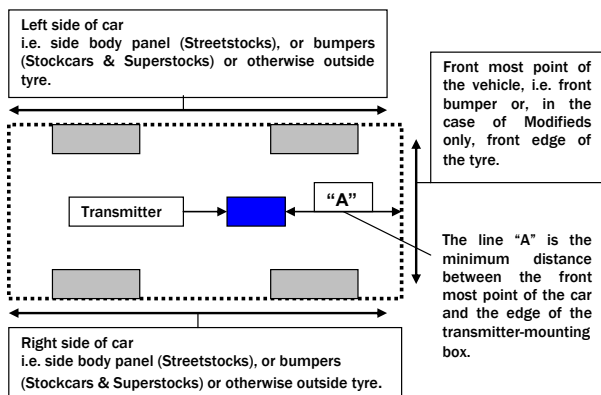 Left side of car
i.e. side body panel (Streetstocks), or bumpers
(Stockcars & Superstocks) or otherwise outside
tyre.
Front most point of
the vehicle, i.e. front
bumper or, in the
case of Modifieds
only, front edge of
the tyre.
Transmitter
“A”
The line “A” is the
minimum distance
between the front
most point of the car
and the edge of the
transmitter-mounting
box.
Right side of car
i.e. side body panel (Streetstocks), or bumpers
(Stockcars & Superstocks) or otherwise outside tyre.